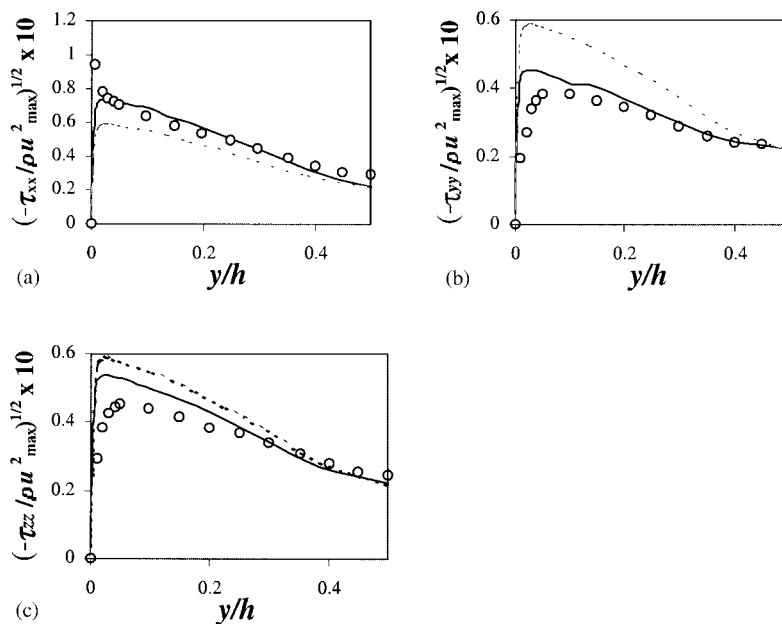 1.2
1
0.8
0.6
0.4
0.2
0
(-τxx/ρu²max)^1/2 x 10
0 0.2 0.4
(a)
y/h
0.6
0.4
0.2
0
(-τyy/ρu²max)^1/2 x 10
0 0.2 0.4
(b)
y/h
0.6
0.4
0.2
0
(-τzz/ρu²max)^1/2 x 10
0 0.2 0.4
(c)
y/h